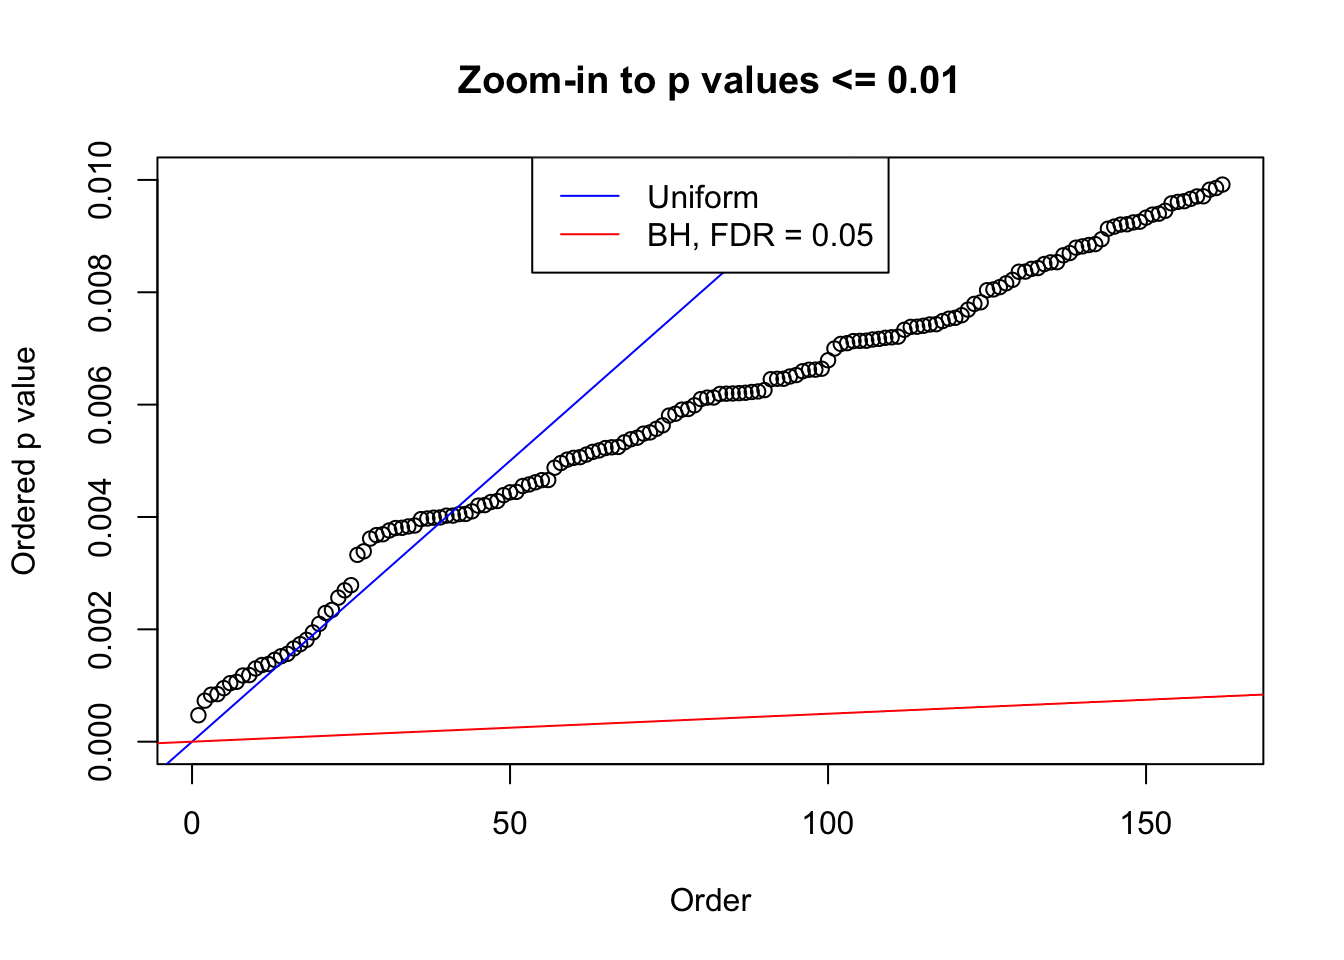 Zoom-in to p values <= 0.01
Uniform
BH, FDR = 0.05
Ordered p value
0.010
0.008
0.006
0.004
0.002
0.000
0
50
100
150
Order